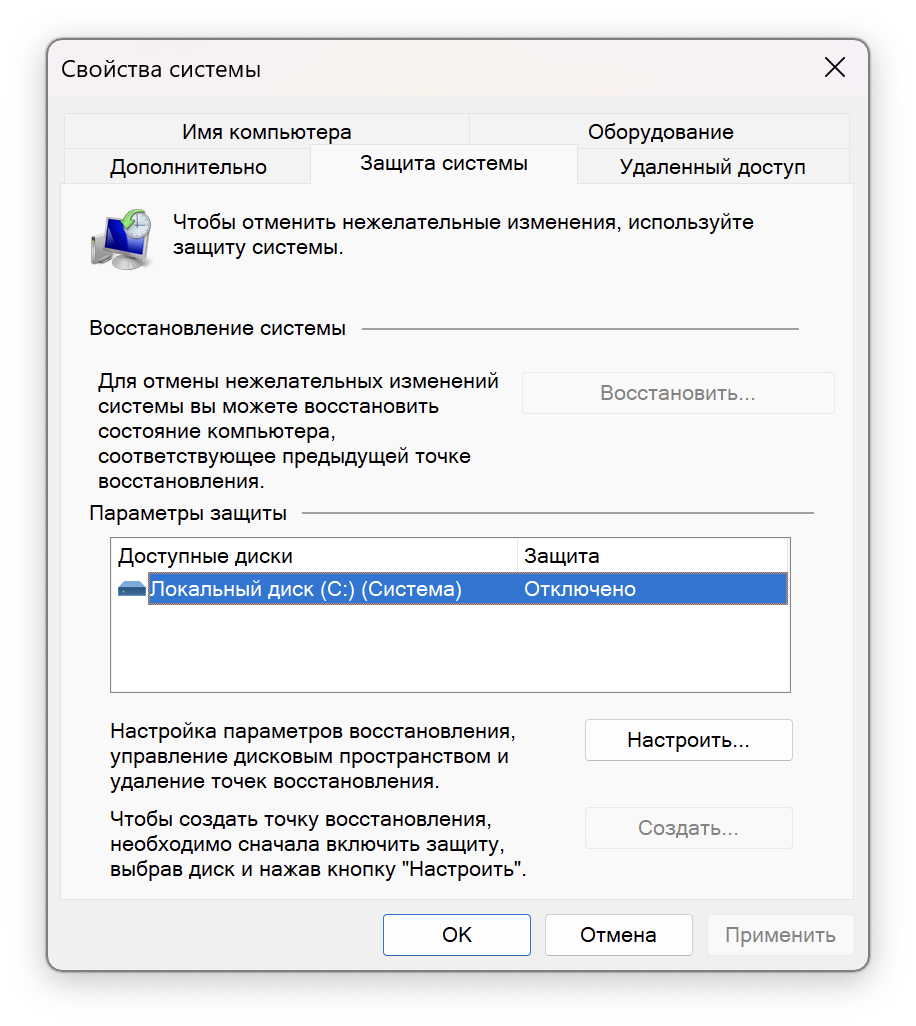 Свойства системы
Имя компьютера
Оборудование
Дополнительно
Защита системы
Удаленный доступ
Чтобы отменить нежелательные изменения, используйте
защиту системы.
Восстановление системы
Для отмены нежелательных изменений
системы вы можете восстановить
состояние компьютера,
соответствующее предыдущей точке
восстановления.
Восстановить...
Параметры защиты
Доступные диски
Защита
Локальный диск (C:) (Система)
Отключено
Настройка параметров восстановления,
управление дисковым пространством и
удаление точек восстановления.
Настроить...
Чтобы создать точку восстановления,
необходимо сначала включить защиту,
выбрав диск и нажав кнопку "Настроить".
Создать...
ОК
Отмена
Применить